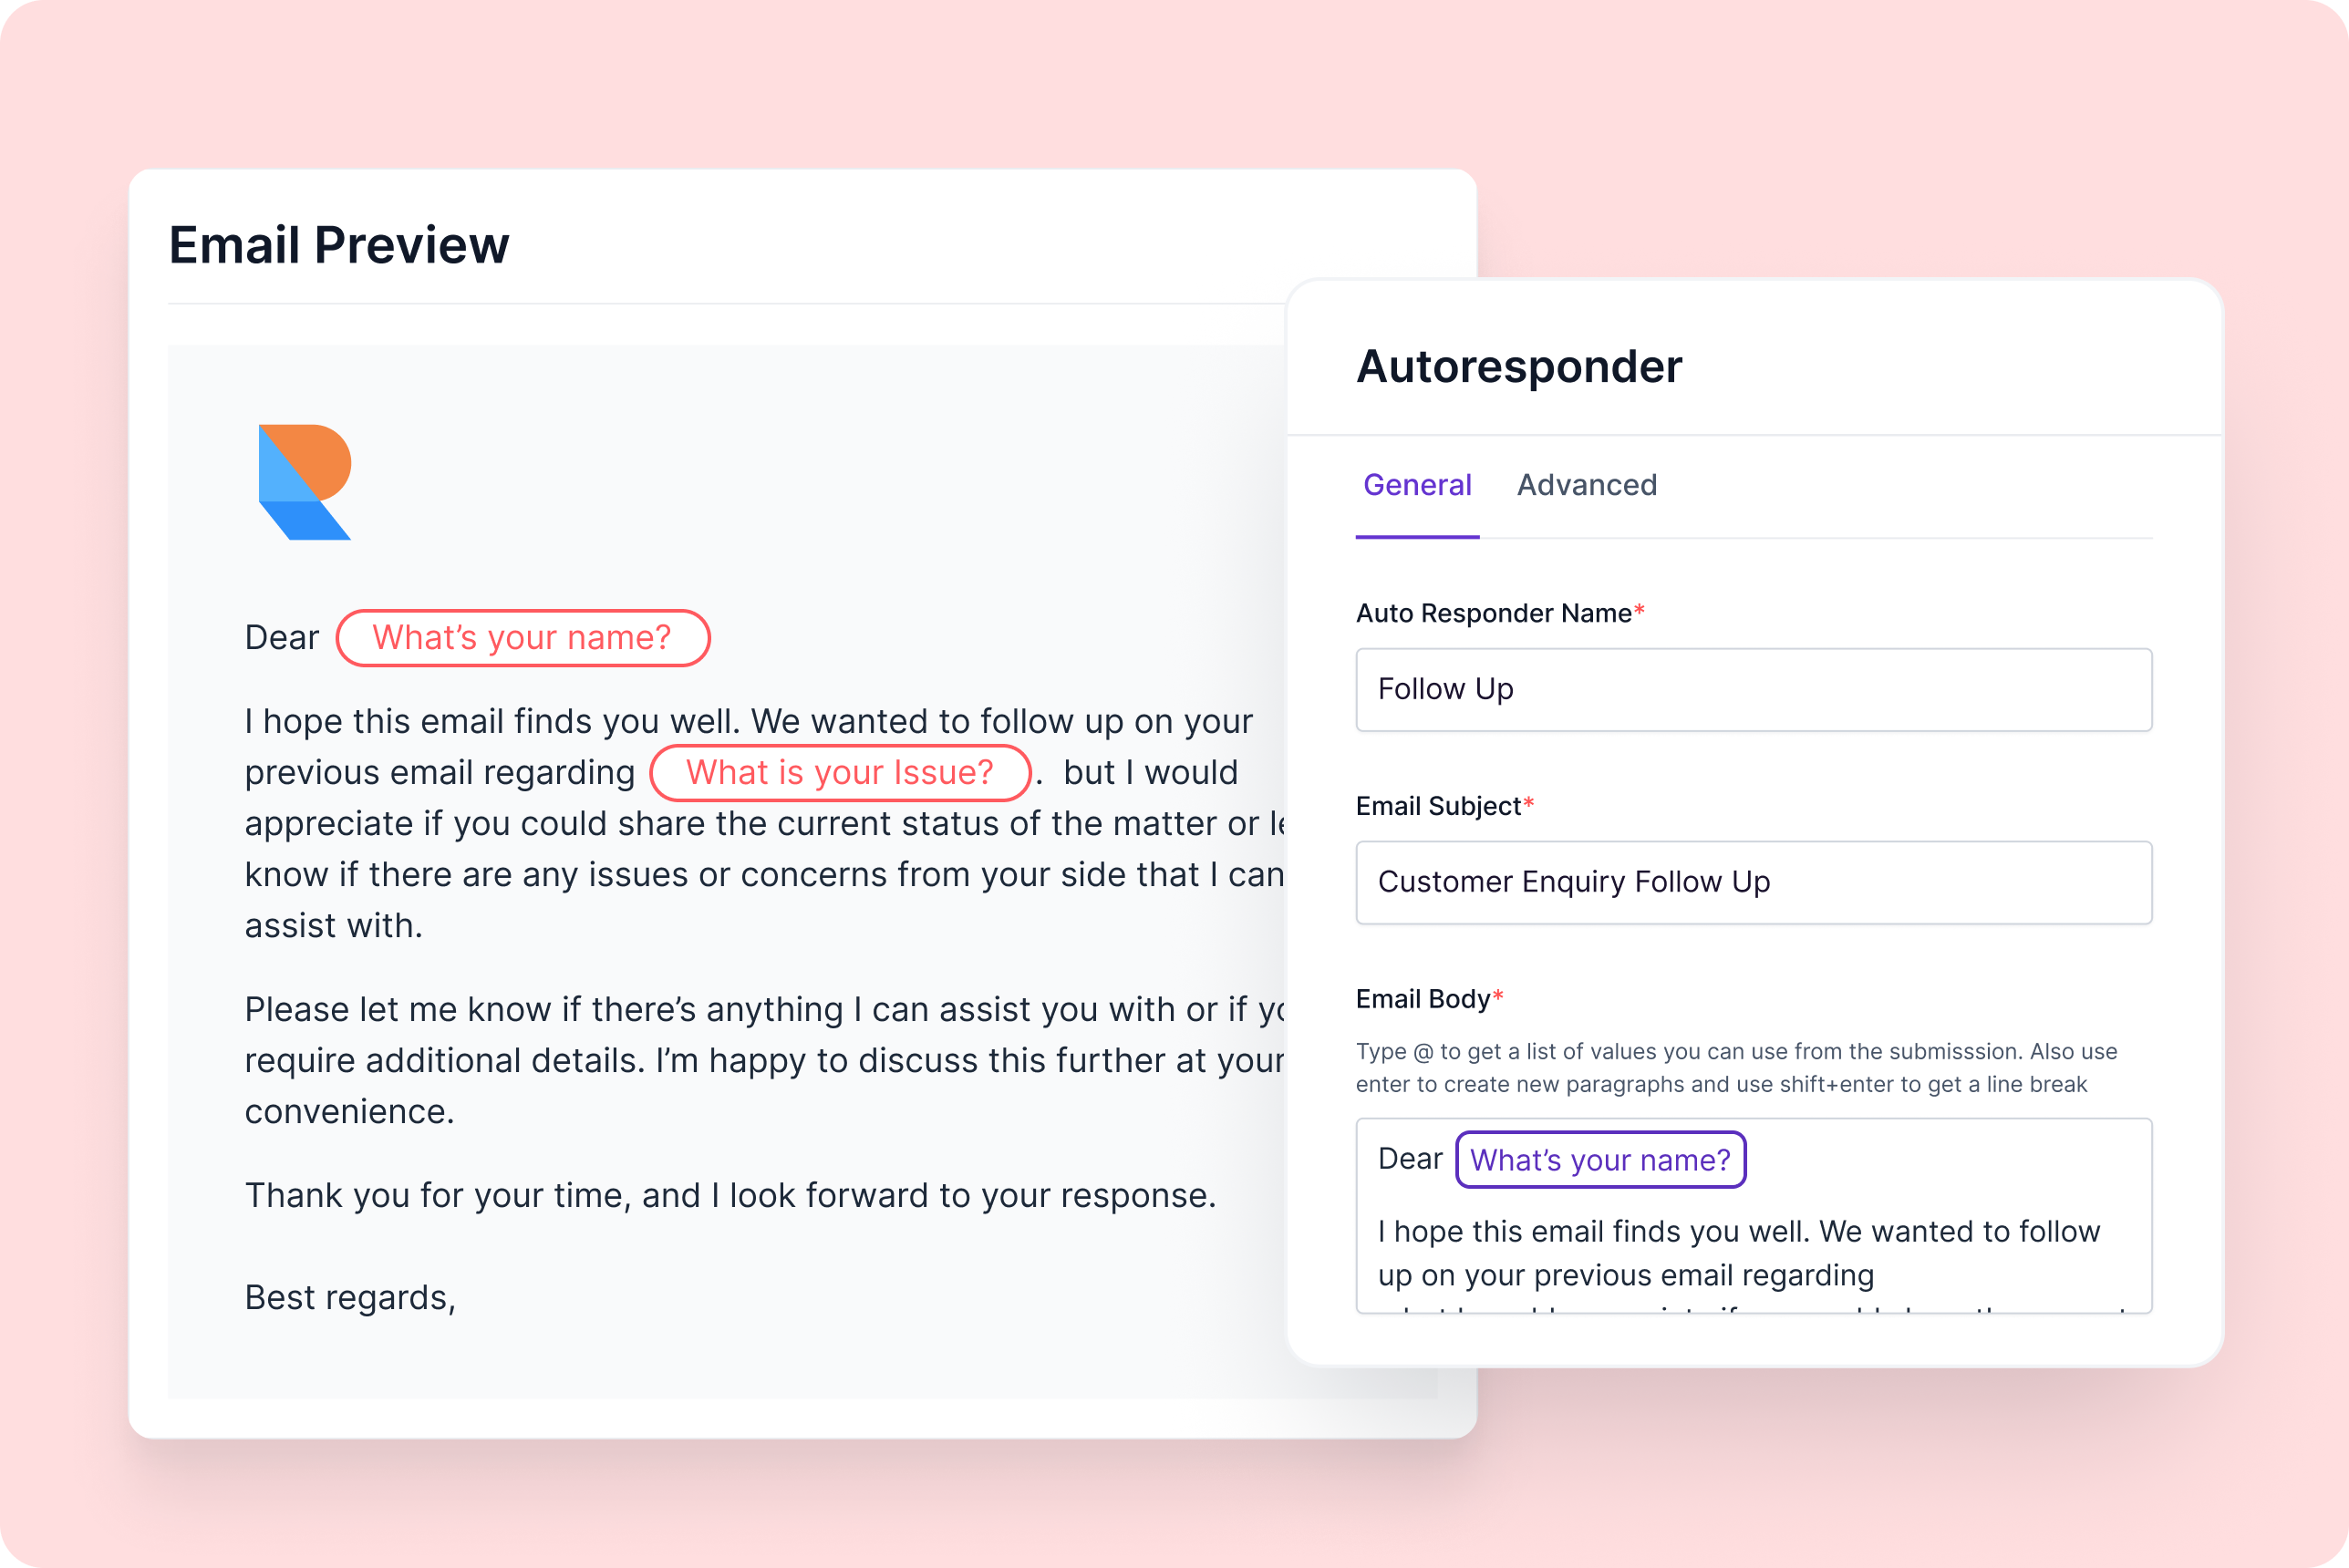 Email Preview
Dear What’s your name?
I hope this email finds you well. We wanted to follow up on your
previous email regarding What is your Issue? . but I would
appreciate if you could share the current status of the matter or
know if there are any issues or concerns from your side that I can
assist with.
Please let me know if there’s anything I can assist you with or if
require additional details. I’m happy to discuss this further at your
convenience.
Thank you for your time, and I look forward to your response.
Best regards,
Autoresponder
General Advanced
Auto Responder Name*
Follow Up
Email Subject*
Customer Enquiry Follow Up
Email Body*
Type @ to get a list of values you can use from the submisssion. Also use
enter to create new paragraphs and use shift+enter to get a line break
Dear What’s your name?
I hope this email finds you well. We wanted to follow
up on your previous email regarding